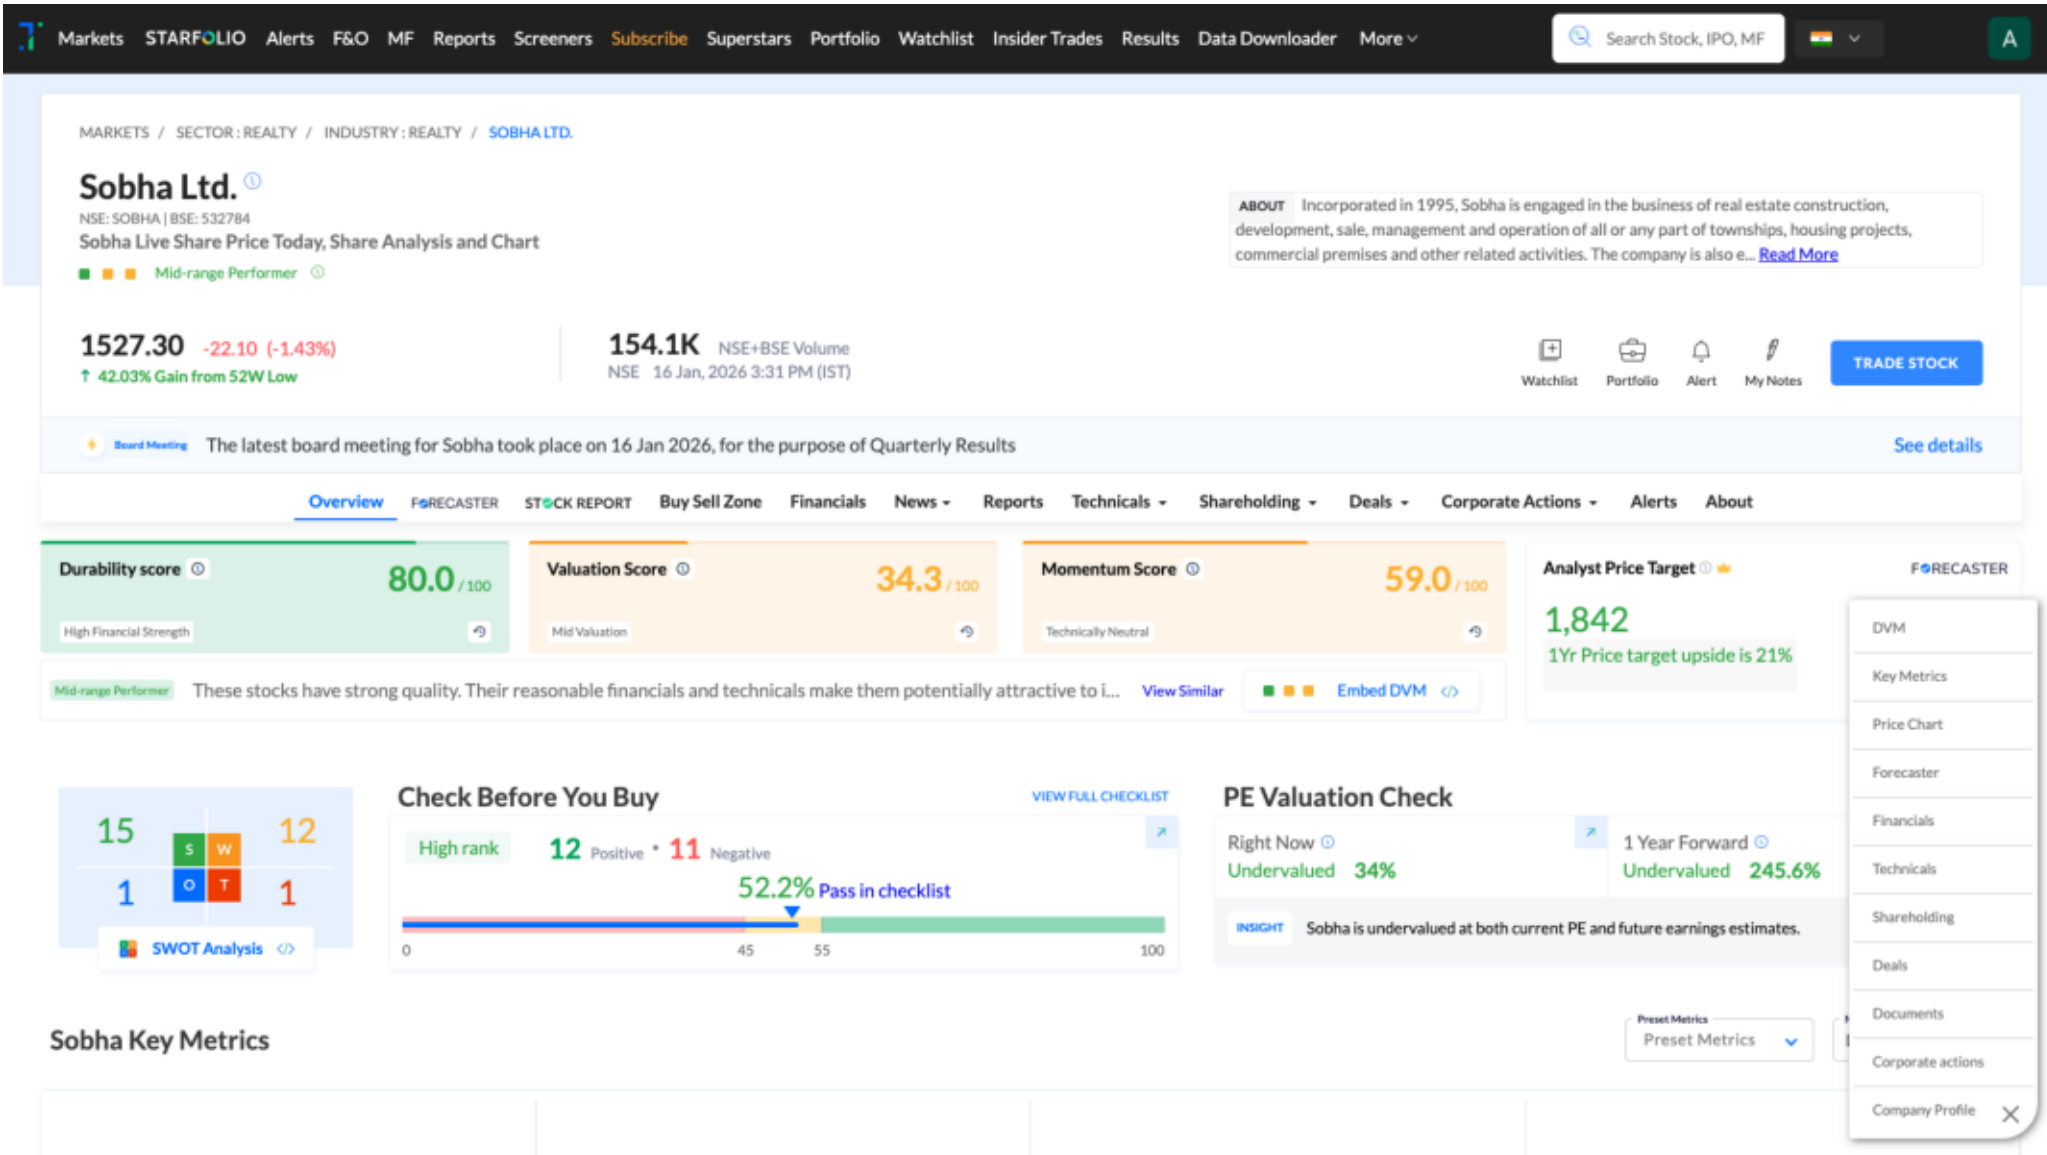 Markets STARFOLIO Alerts F&O MF Reports Screeners Subscribe Superstars Portfolio Watchlist Insider Trades Results Data Downloader More Search Stock, IPO, MF A
MARKETS / SECTOR : REALTY / INDUSTRY : REALTY / SOBHA LTD.
Sobha Ltd.
NSE: SOBHA | BSE: 532784
Sobha Live Share Price Today, Share Analysis and Chart
Mid-range Performer
ABOUT Incorporated in 1995, Sobha is engaged in the business of real estate construction,
development, sale, management and operation of all or any part of townships, housing projects,
commercial premises and other related activities. The company is also e... Read More
1527.30 -22.10 (-1.43%)
42.03% Gain from 52W Low
154.1K NSE+BSE Volume
NSE 16 Jan, 2026 3:31 PM (IST)
Watchlist Portfolio Alert My Notes TRADE STOCK
Board Meeting The latest board meeting for Sobha took place on 16 Jan 2026, for the purpose of Quarterly Results See details
Overview FORECASTER STOCK REPORT Buy Sell Zone Financials News Reports Technicals Shareholding Deals Corporate Actions Alerts About
Durability score 80.0 / 100
High Financial Strength
Valuation Score 34.3 / 100
Mid Valuation
Momentum Score 59.0 / 100
Technically Neutral
Analyst Price Target FORECASTER
1,842
1Yr Price target upside is 21%
Mid-range Performer These stocks have strong quality. Their reasonable financials and technicals make them potentially attractive to i... View Similar Embed DVM </>
15 12
S W
O T
1 1
SWOT Analysis </>
Check Before You Buy VIEW FULL CHECKLIST
High rank 12 Positive • 11 Negative
52.2% Pass in checklist
0 45 55 100
PE Valuation Check
Right Now
Undervalued 34%
1 Year Forward
Undervalued 245.6%
INSIGHT Sobha is undervalued at both current PE and future earnings estimates.
Sobha Key Metrics
Preset Metrics
Preset Metrics
DVM
Key Metrics
Price Chart
Forecaster
Financials
Technicals
Shareholding
Deals
Documents
Corporate actions
Company Profile